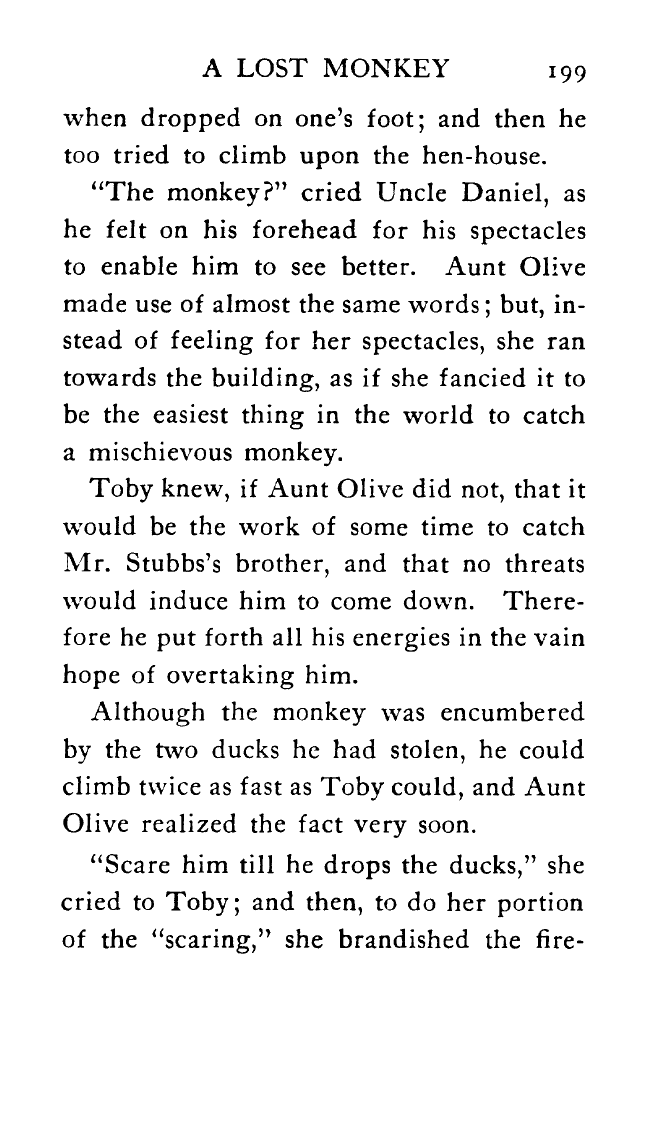 A LOST MONKEY 199
when dropped on one's foot; and then he
too tried to climb upon the hen-house.
"The monkey?" cried Uncle Daniel, as
he felt on his forehead for his spectacles
to enable him to see better. Aunt Olive
made use of almost the same words; but, in-
stead of feeling for her spectacles, she ran
towards the building, as if she fancied it to
be the easiest thing in the world to catch
a mischievous monkey.
Toby knew, if Aunt Olive did not, that it
would be the work of some time to catch
Mr. Stubbs's brother, and that no threats
would induce him to come down. There-
fore he put forth all his energies in the vain
hope of overtaking him.
Although the monkey was encumbered
by the two ducks he had stolen, he could
climb twice as fast as Toby could, and Aunt
Olive realized the fact very soon.
"Scare him till he drops the ducks," she
cried to Toby; and then, to do her portion
of the "scaring," she brandished the fire-